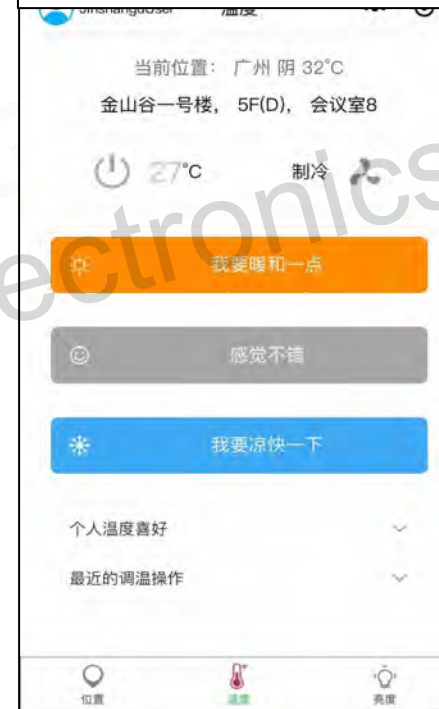 JinshangduUser 温度
当前位置： 广州 阴 32°C
金山谷一号楼， 5F(D)， 会议室8
27°C 制冷
我要暖和一点
感觉不错
我要凉快一下
个人温度喜好
最近的调温操作
位置 温度 亮度
ectronics